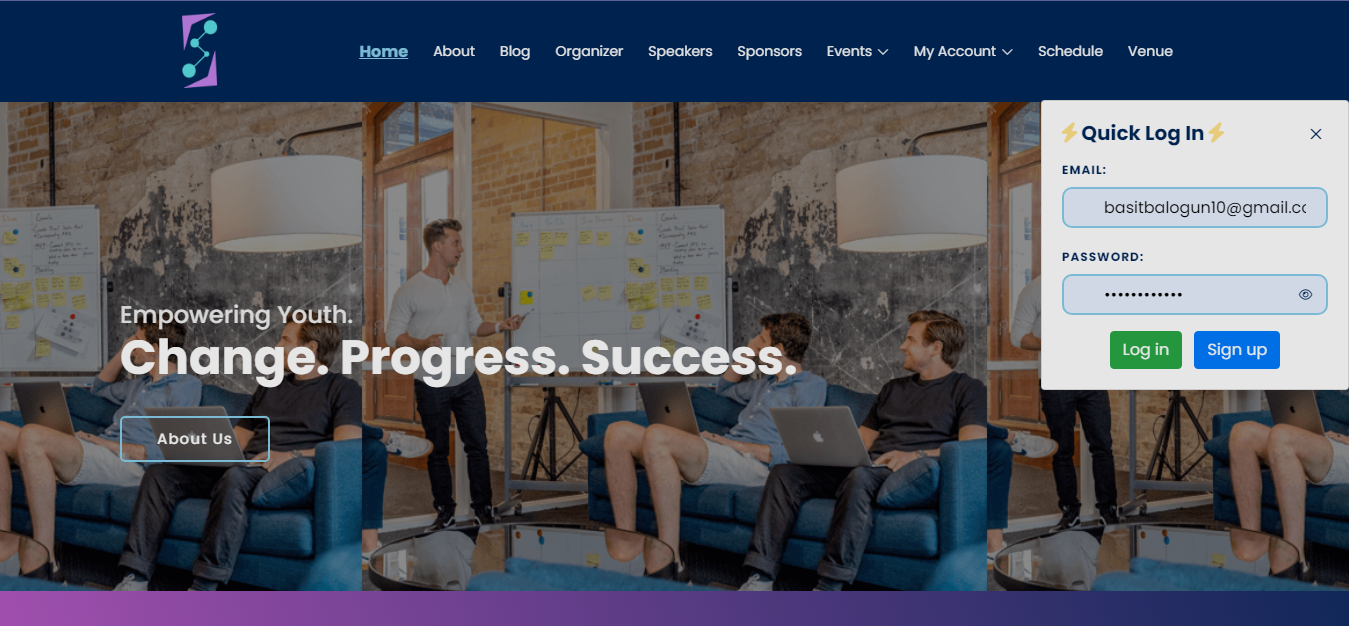 Home About Blog Organizer Speakers Sponsors Events My Account Schedule Venue
⚡Quick Log In⚡
EMAIL:
basitbalogun10@gmail.cc
PASSWORD:
••••••••••••
Log in Sign up
Empowering Youth.
Change. Progress. Success.
About Us